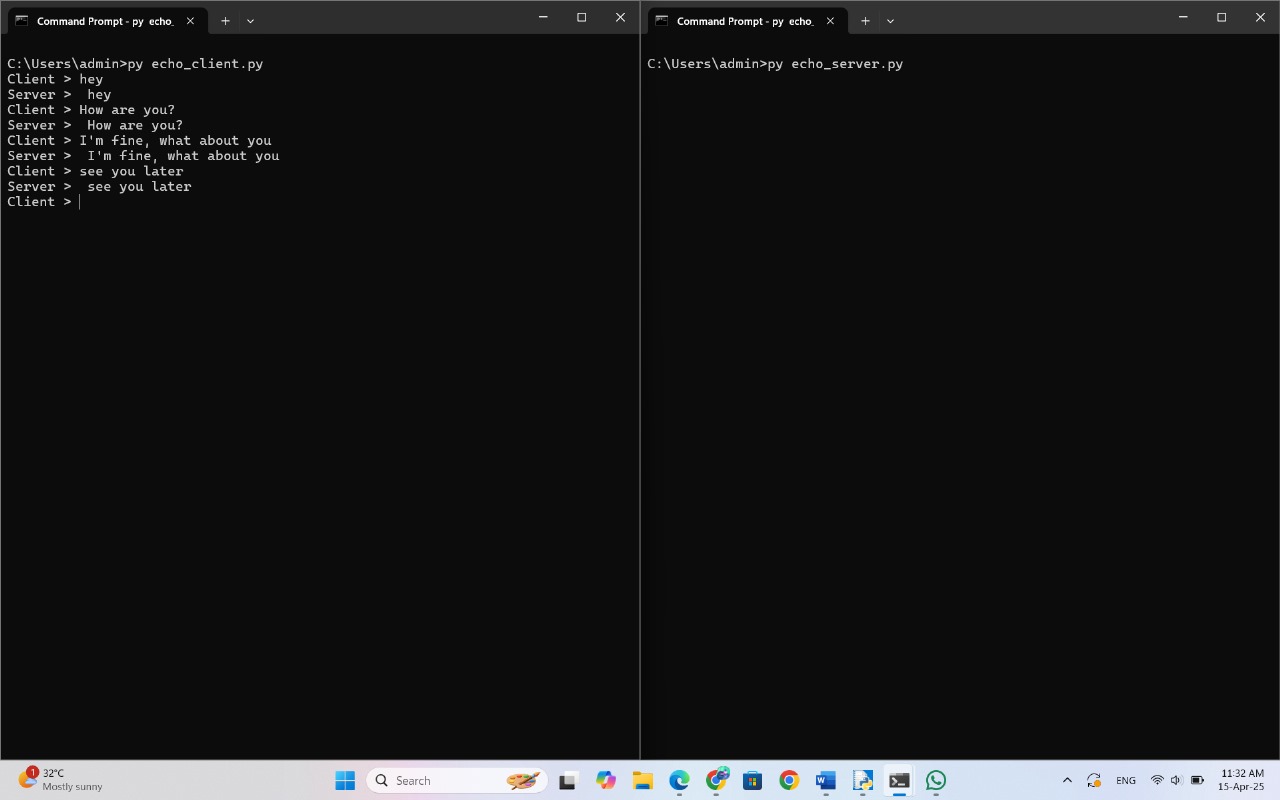 Command Prompt - py echo_
C:\Users\admin>py echo_client.py
Client > hey
Server >  hey
Client > How are you?
Server >  How are you?
Client > I'm fine, what about you
Server >  I'm fine, what about you
Client > see you later
Server >  see you later
Client >
Command Prompt - py echo_
C:\Users\admin>py echo_server.py
1
32°C
Mostly sunny
Search
ENG
11:32 AM
15-Apr-25